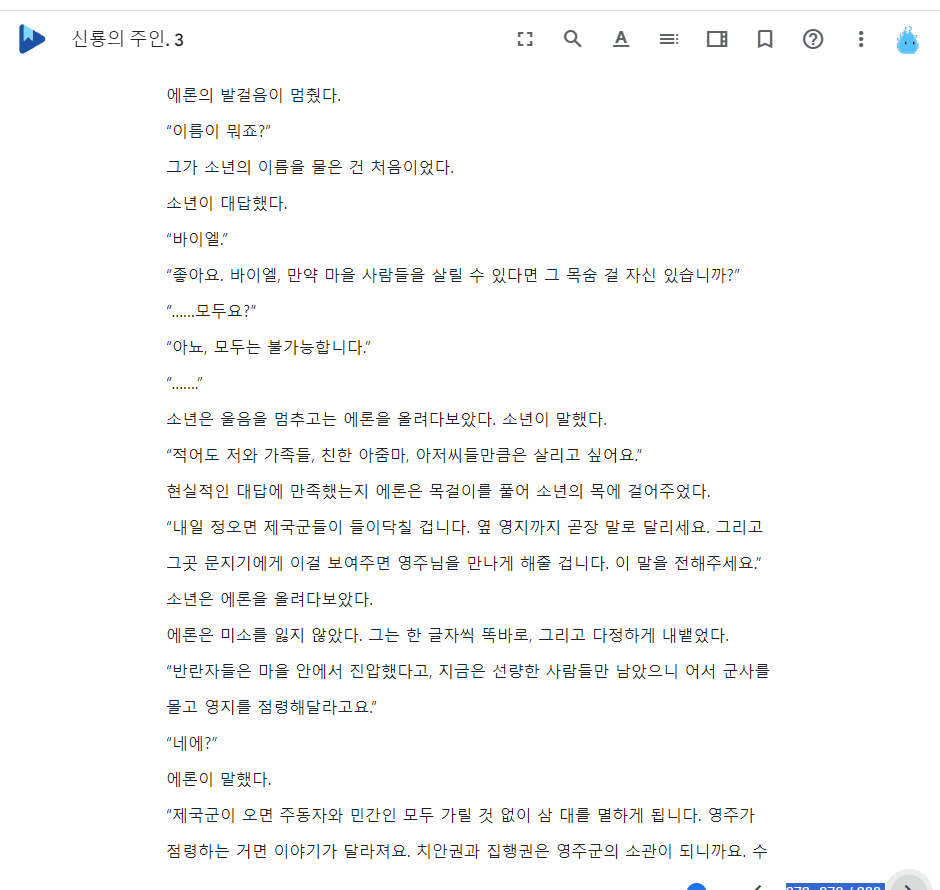 신룡의 주인. 3
에론의 발걸음이 멈췄다.
“이름이 뭐죠?”
그가 소년의 이름을 물은 건 처음이었다.
소년이 대답했다.
“바이엘.”
“좋아요. 바이엘, 만약 마을 사람들을 살릴 수 있다면 그 목숨 걸 자신 있습니까?”
“……모두요?”
“아뇨, 모두는 불가능합니다.”
“…….”
소년은 울음을 멈추고는 에론을 올려다보았다. 소년이 말했다.
“적어도 저와 가족들, 친한 아줌마, 아저씨들만큼은 살리고 싶어요.”
현실적인 대답에 만족했는지 에론은 목걸이를 풀어 소년의 목에 걸어주었다.
“내일 정오면 제국군들이 들이닥칠 겁니다. 옆 영지까지 곧장 말로 달리세요. 그리고
그곳 문지기에게 이걸 보여주면 영주님을 만나게 해줄 겁니다. 이 말을 전해주세요.”
소년은 에론을 올려다보았다.
에론은 미소를 잃지 않았다. 그는 한 글자씩 똑바로, 그리고 다정하게 내뱉었다.
“반란자들은 마을 안에서 진압했다고, 지금은 선량한 사람들만 남았으니 어서 군사를
몰고 영지를 점령해달라고요.”
“네에?”
에론이 말했다.
“제국군이 오면 주동자와 민간인 모두 가릴 것 없이 삼 대를 멸하게 됩니다. 영주가
점령하는 거면 이야기가 달라져요. 치안권과 집행권은 영주군의 소관이 되니까요. 수